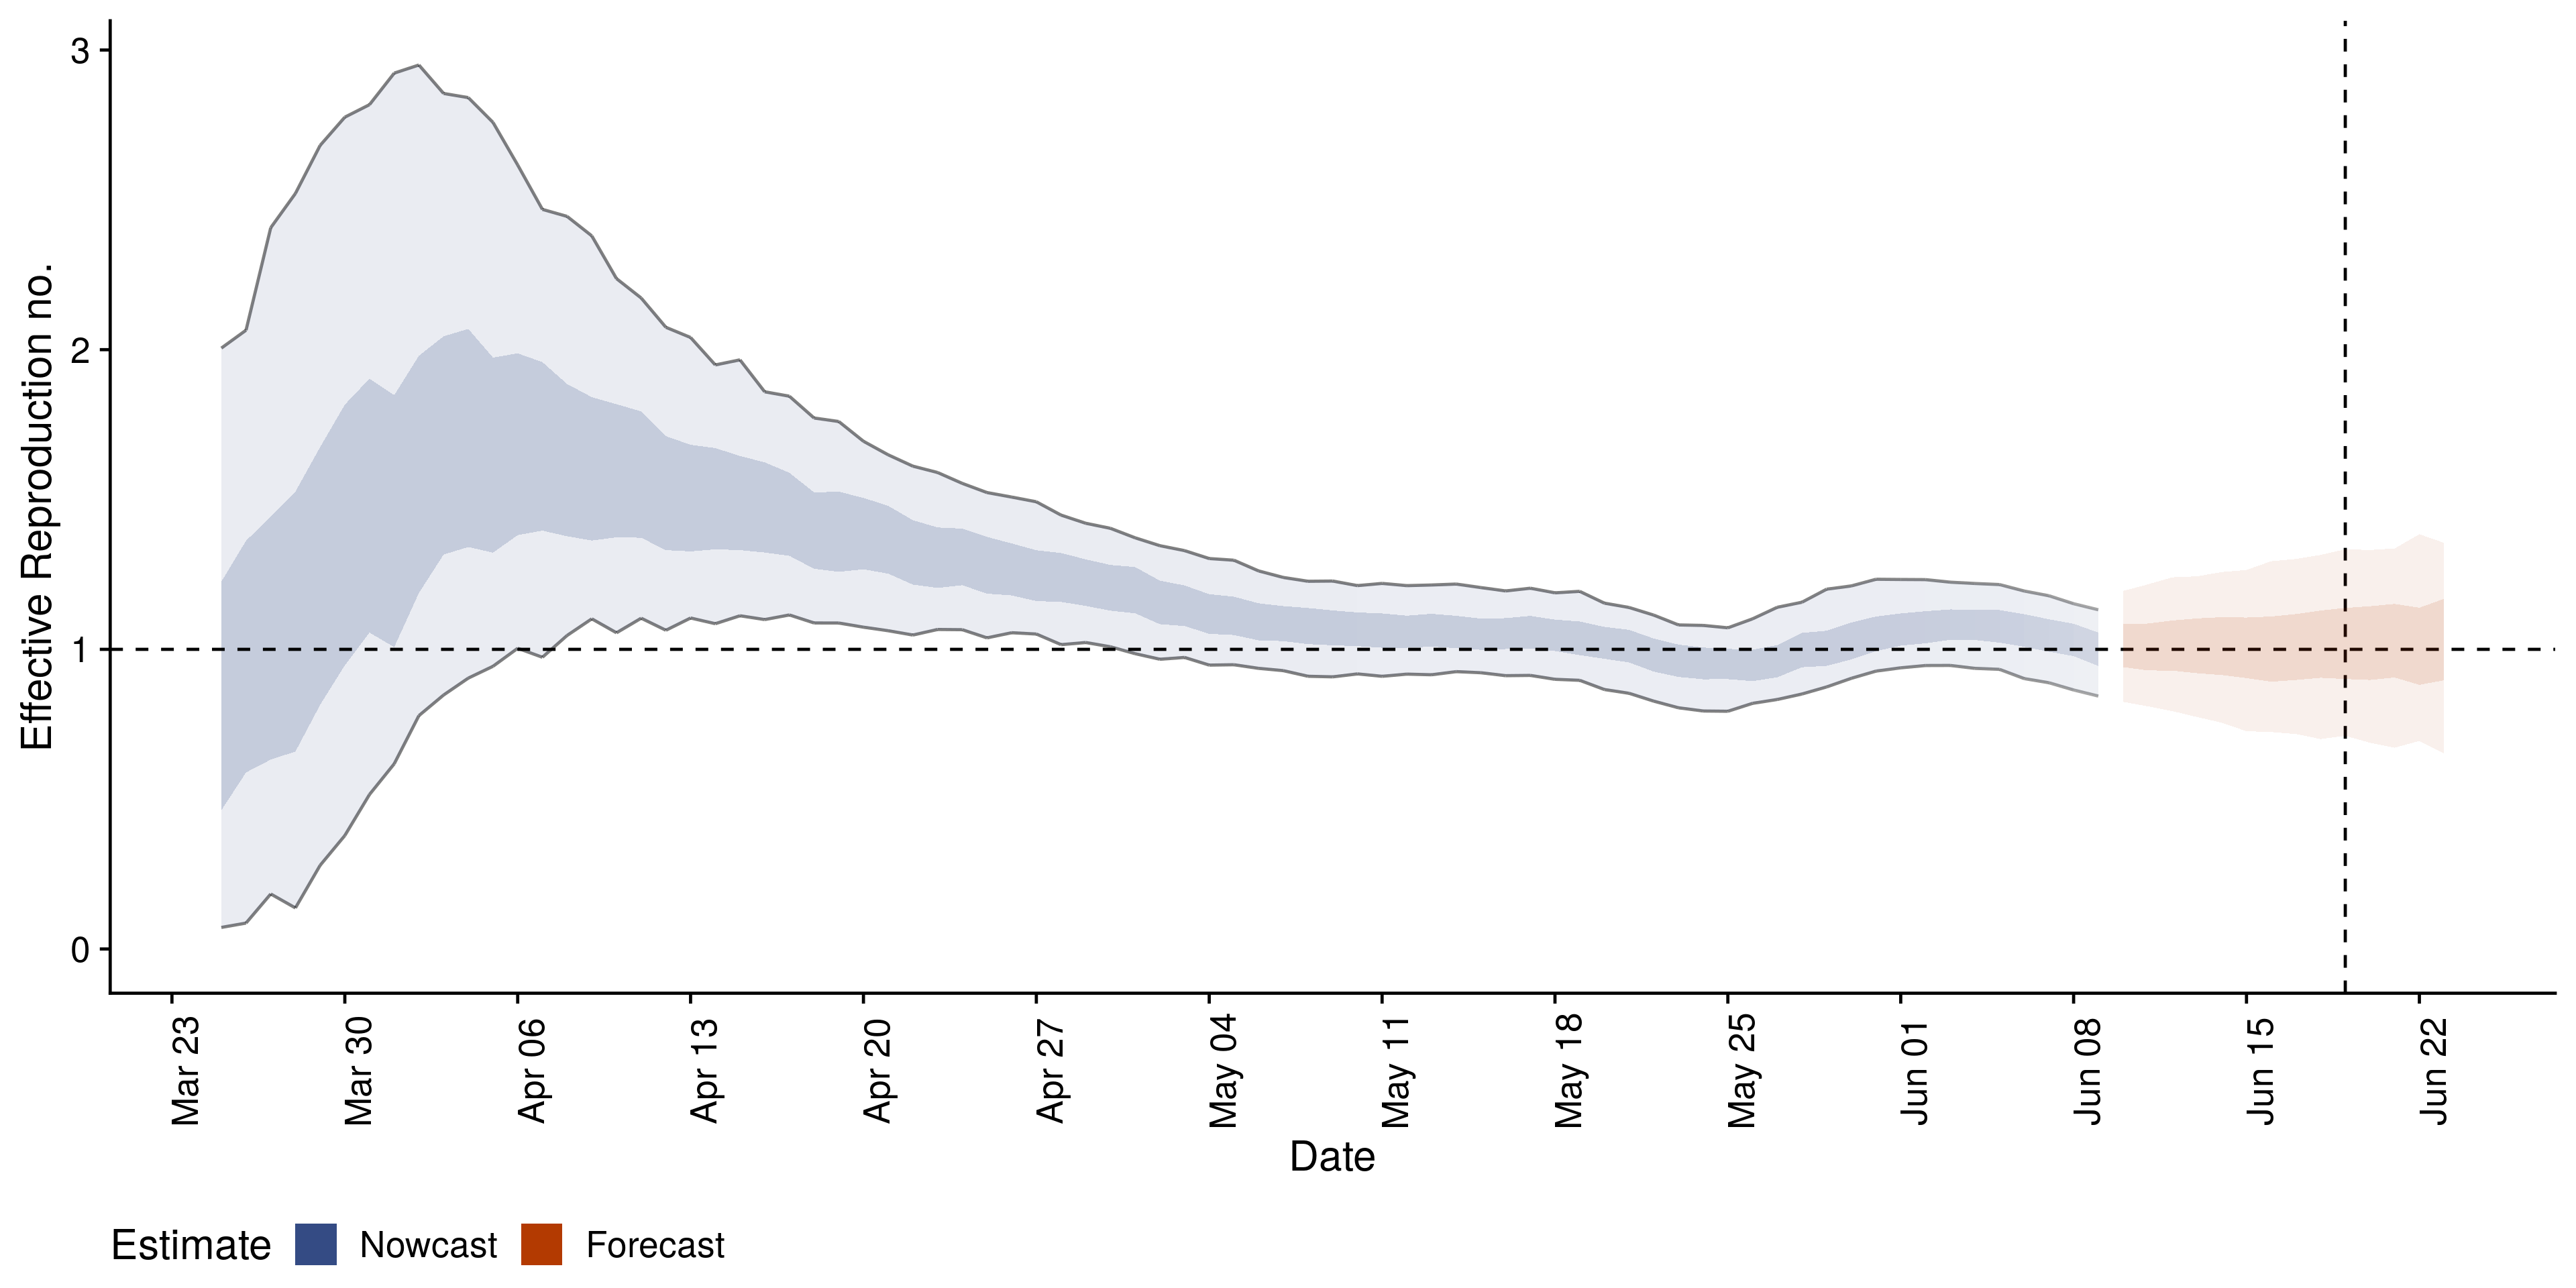 Effective Reproduction no.
3
2
1
0
Mar 23
Mar 30
Apr 06
Apr 13
Apr 20
Apr 27
May 04
May 11
May 18
May 25
Jun 01
Jun 08
Jun 15
Jun 22
Date
Estimate Nowcast Forecast